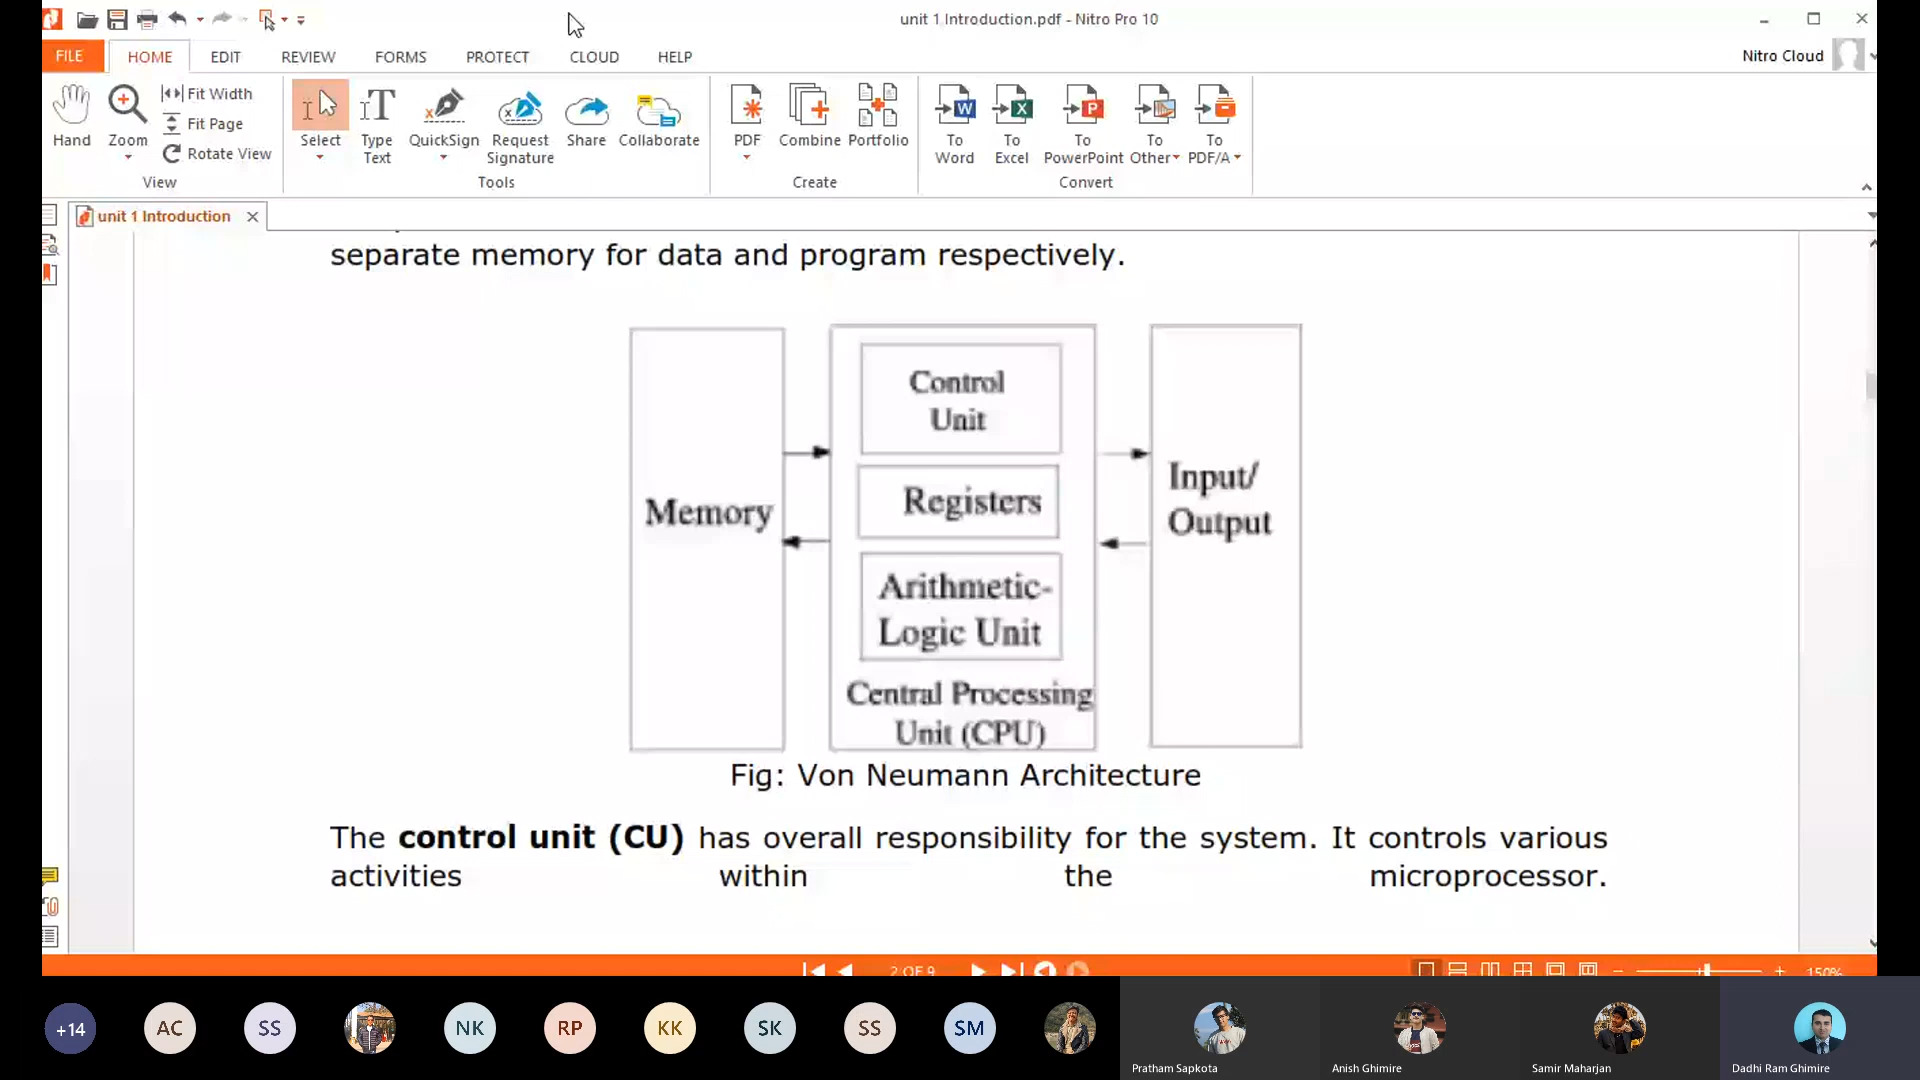 unit 1 Introduction.pdf - Nitro Pro 10
FILE HOME EDIT REVIEW FORMS PROTECT CLOUD HELP
Nitro Cloud
Hand
Zoom
Fit Width
Fit Page
Rotate View
View
Select
Type
Text
QuickSign
Request
Signature
Share
Collaborate
Tools
PDF
Combine
Portfolio
Create
To
Word
To
Excel
To
PowerPoint
To
Other
To
PDF/A
Convert
unit 1 Introduction
separate memory for data and program respectively.
Memory
Control
Unit
Registers
Arithmetic-
Logic Unit
Central Processing
Unit (CPU)
Input/
Output
Fig: Von Neumann Architecture
The control unit (CU) has overall responsibility for the system. It controls various
activities within the microprocessor.
2 OF 9
150%
+14
AC
SS
NK
RP
KK
SK
SS
SM
Pratham Sapkota
Anish Ghimire
Samir Maharjan
Dadhi Ram Ghimire